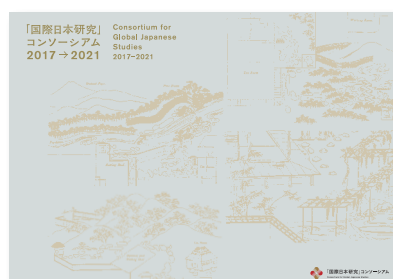 「国際日本研究」
コンソーシアム
2017→2021
Consortium for
Global Japanese
Studies
2017-2021
「国際日本研究」コンソーシアム